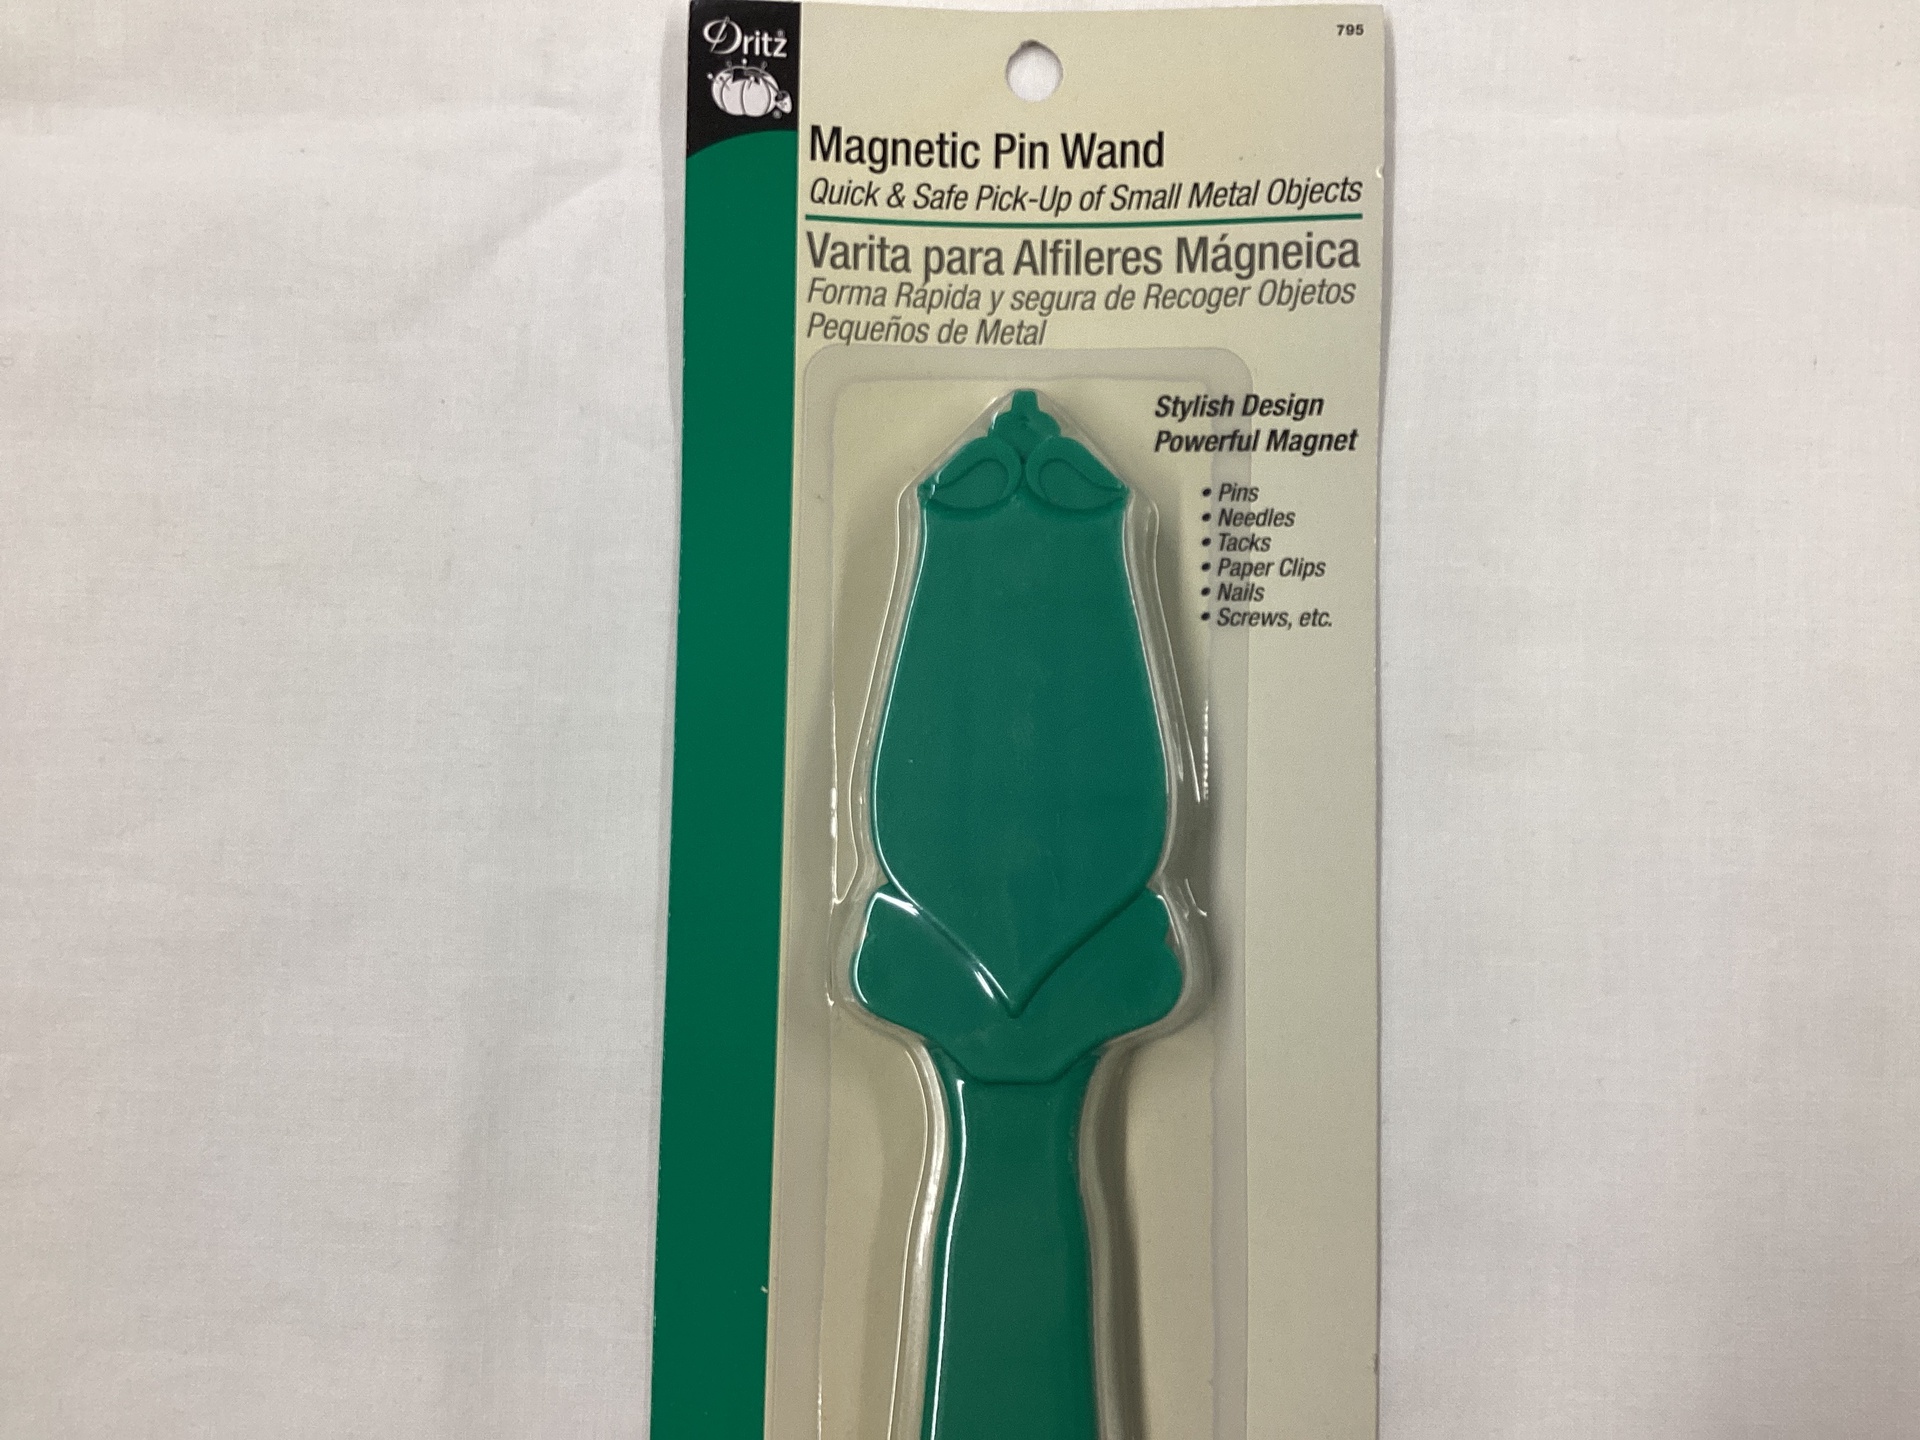 Dritz
795
Magnetic Pin Wand
Quick & Safe Pick-Up of Small Metal Objects
Varita para Alfileres Mágneica
Forma Rápida y segura de Recoger Objetos
Pequeños de Metal
Stylish Design
Powerful Magnet
• Pins
• Needles
• Tacks
• Paper Clips
• Nails
• Screws, etc.